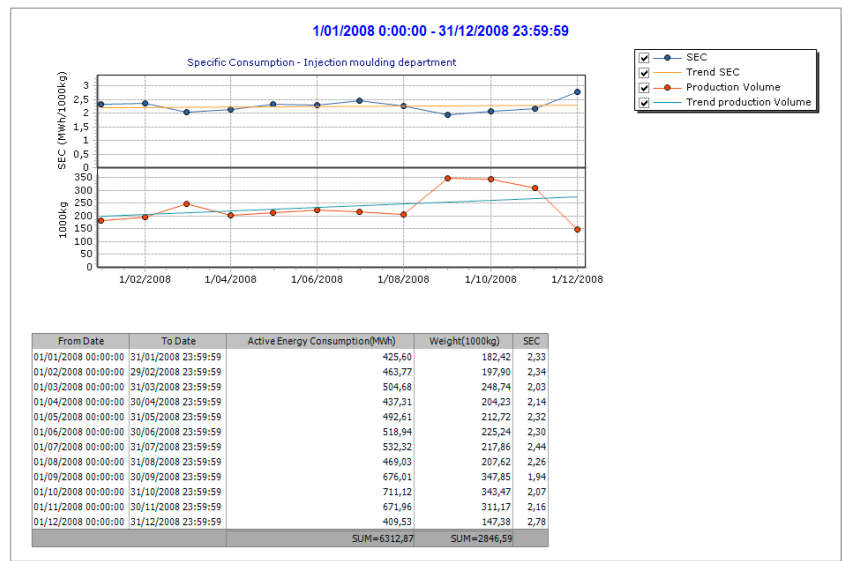 1/01/2008 0:00:00 - 31/12/2008 23:59:59
Specific Consumption - Injection moulding department
SEC
Trend SEC
Production Volume
Trend production Volume
SEC (MWh/1000kg)
3
2,5
2
1,5
1
0,5
0
1000kg
350
300
250
200
150
100
50
0
1/02/2008 1/04/2008 1/06/2008 1/08/2008 1/10/2008 1/12/2008
From Date To Date Active Energy Consumption(MWh) Weight(1000kg) SEC
01/01/2008 00:00:00 31/01/2008 23:59:59 425,60 182,42 2,33
01/02/2008 00:00:00 29/02/2008 23:59:59 463,77 197,90 2,34
01/03/2008 00:00:00 31/03/2008 23:59:59 504,68 248,74 2,03
01/04/2008 00:00:00 30/04/2008 23:59:59 437,31 204,23 2,14
01/05/2008 00:00:00 31/05/2008 23:59:59 492,61 212,72 2,32
01/06/2008 00:00:00 30/06/2008 23:59:59 518,94 225,24 2,30
01/07/2008 00:00:00 31/07/2008 23:59:59 532,32 217,86 2,44
01/08/2008 00:00:00 31/08/2008 23:59:59 469,03 207,62 2,26
01/09/2008 00:00:00 30/09/2008 23:59:59 676,01 347,85 1,94
01/10/2008 00:00:00 31/10/2008 23:59:59 711,12 343,47 2,07
01/11/2008 00:00:00 30/11/2008 23:59:59 671,96 311,17 2,16
01/12/2008 00:00:00 31/12/2008 23:59:59 409,53 147,38 2,78
SUM=6312,87 SUM=2846,59